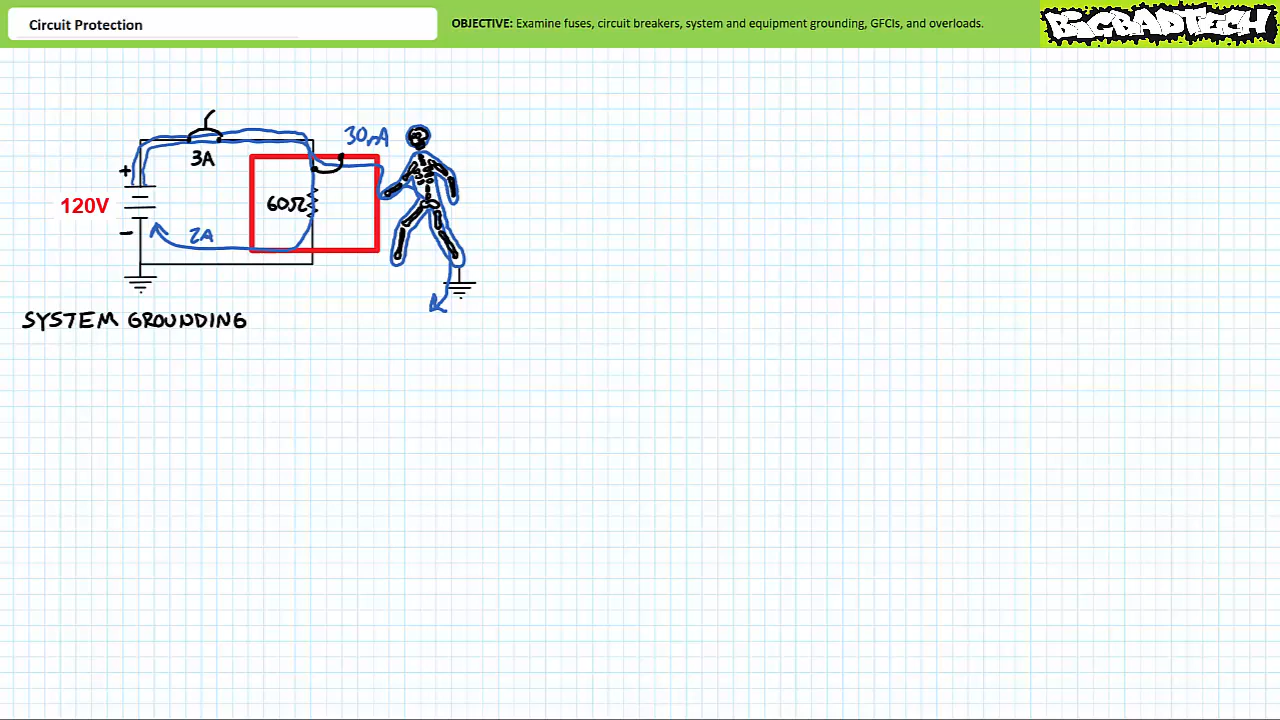 Circuit Protection
OBJECTIVE: Examine fuses, circuit breakers, system and equipment grounding, GFCIs, and overloads.
BIGBADTECH
30mA
3A
+
120V
60Ω
-
2A
SYSTEM GROUNDING